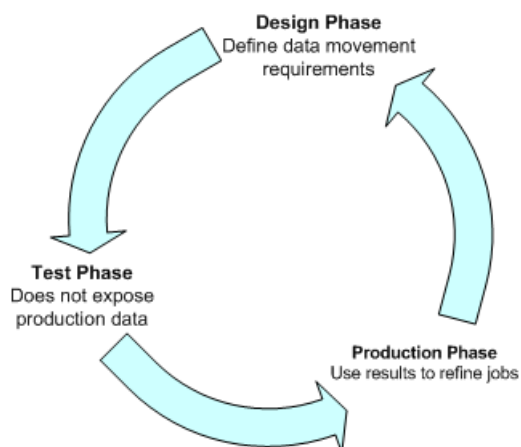 Design Phase
Define data movement
requirements
Test Phase
Does not expose
production data
Production Phase
Use results to refine jobs